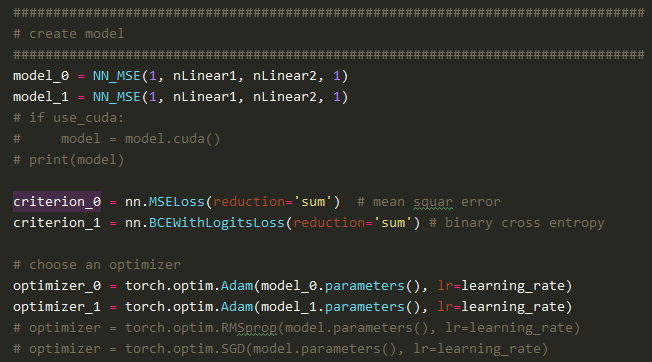 ###############################################################################
# create model
###############################################################################
model_0 = NN_MSE(1, nLinear1, nLinear2, 1)
model_1 = NN_MSE(1, nLinear1, nLinear2, 1)
# if use_cuda:
#     model = model.cuda()
# print(model)
criterion_0 = nn.MSELoss(reduction='sum')  # mean squar error
criterion_1 = nn.BCEWithLogitsLoss(reduction='sum') # binary cross entropy
# choose an optimizer
optimizer_0 = torch.optim.Adam(model_0.parameters(), lr=learning_rate)
optimizer_1 = torch.optim.Adam(model_1.parameters(), lr=learning_rate)
# optimizer = torch.optim.RMSprop(model.parameters(), lr=learning_rate)
# optimizer = torch.optim.SGD(model.parameters(), lr=learning_rate)